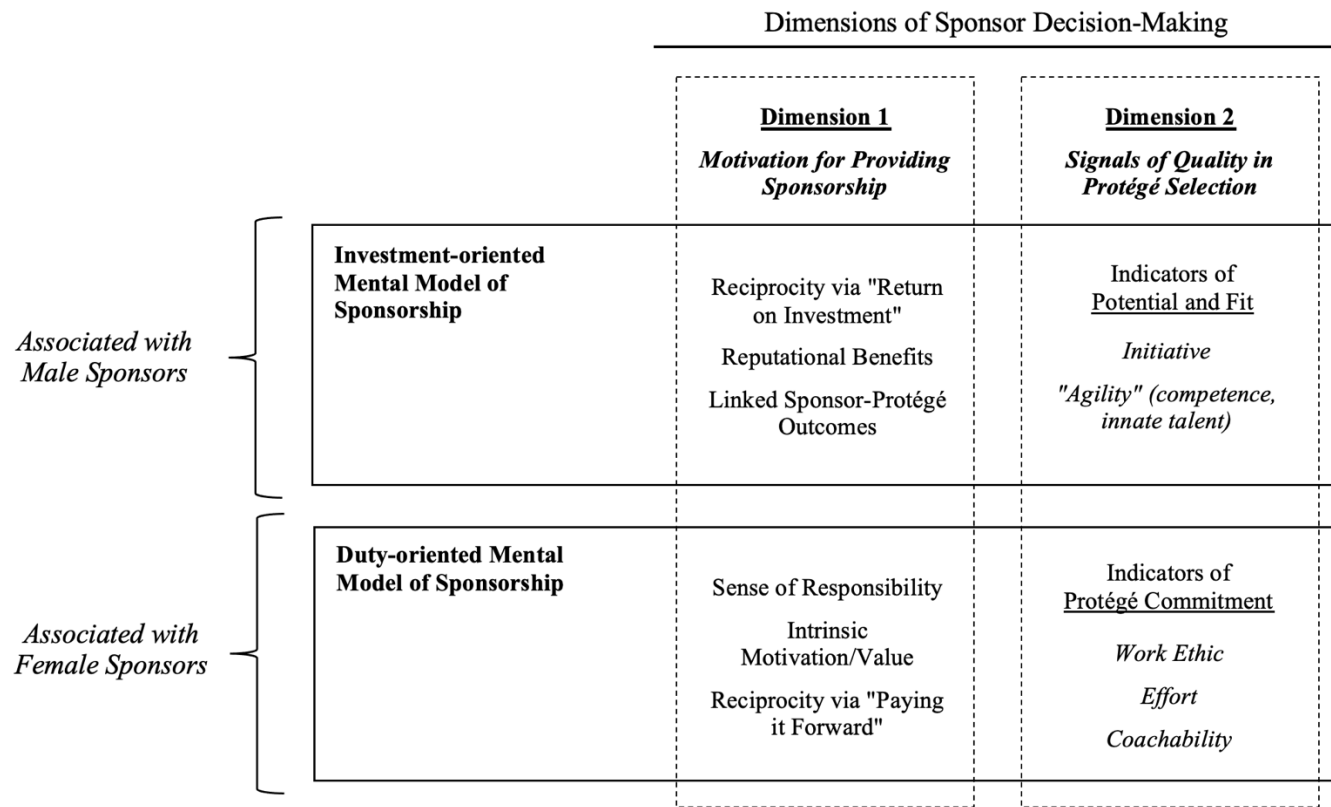 Dimensions of Sponsor Decision-Making
Dimension 1
Motivation for Providing
Sponsorship
Dimension 2
Signals of Quality in
Protégé Selection
Associated with
Male Sponsors
Investment-oriented
Mental Model of
Sponsorship
Reciprocity via "Return
on Investment"
Reputational Benefits
Linked Sponsor-Protégé
Outcomes
Indicators of
Potential and Fit
Initiative
"Agility" (competence,
innate talent)
Associated with
Female Sponsors
Duty-oriented Mental
Model of Sponsorship
Sense of Responsibility
Intrinsic
Motivation/Value
Reciprocity via "Paying
it Forward"
Indicators of
Protégé Commitment
Work Ethic
Effort
Coachability